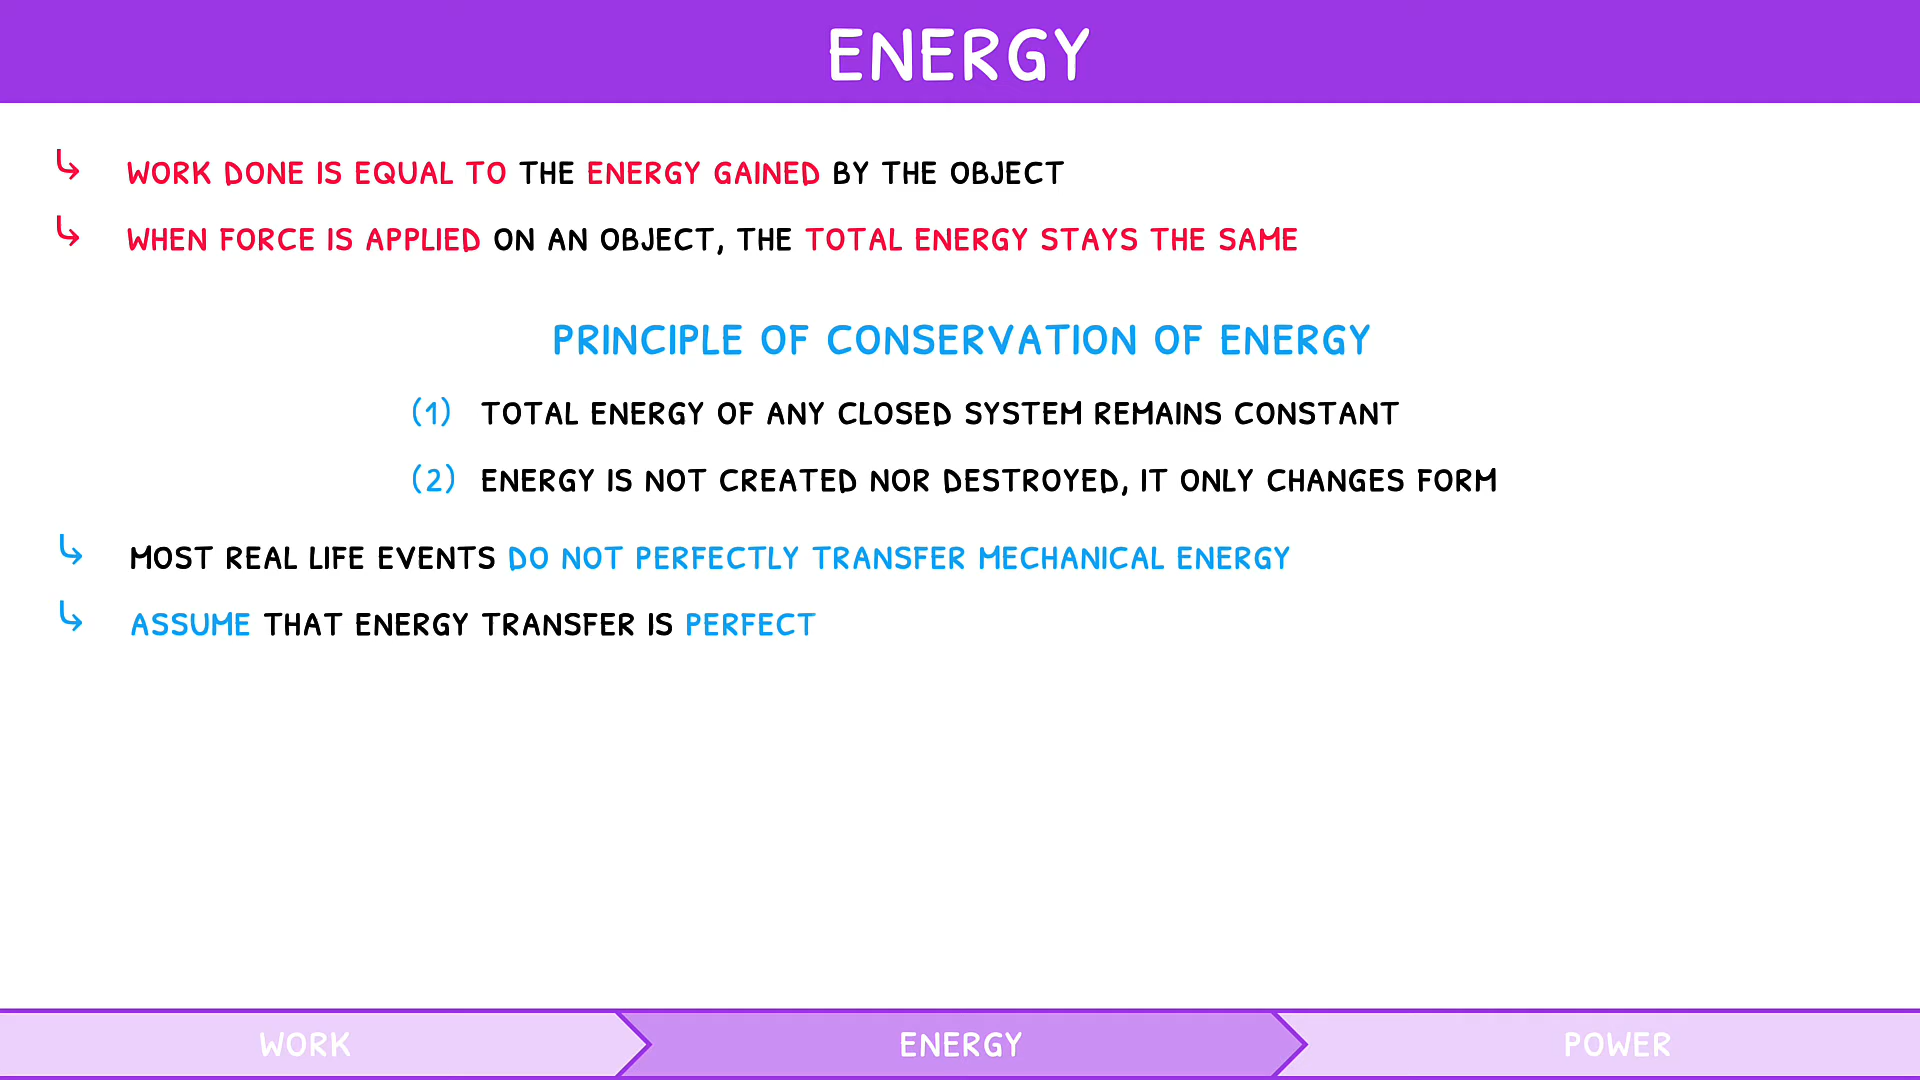 ENERGY
WORK DONE IS EQUAL TO THE ENERGY GAINED BY THE OBJECT
WHEN FORCE IS APPLIED ON AN OBJECT, THE TOTAL ENERGY STAYS THE SAME
PRINCIPLE OF CONSERVATION OF ENERGY
(1) TOTAL ENERGY OF ANY CLOSED SYSTEM REMAINS CONSTANT
(2) ENERGY IS NOT CREATED NOR DESTROYED, IT ONLY CHANGES FORM
MOST REAL LIFE EVENTS DO NOT PERFECTLY TRANSFER MECHANICAL ENERGY
ASSUME THAT ENERGY TRANSFER IS PERFECT
WORK ENERGY POWER